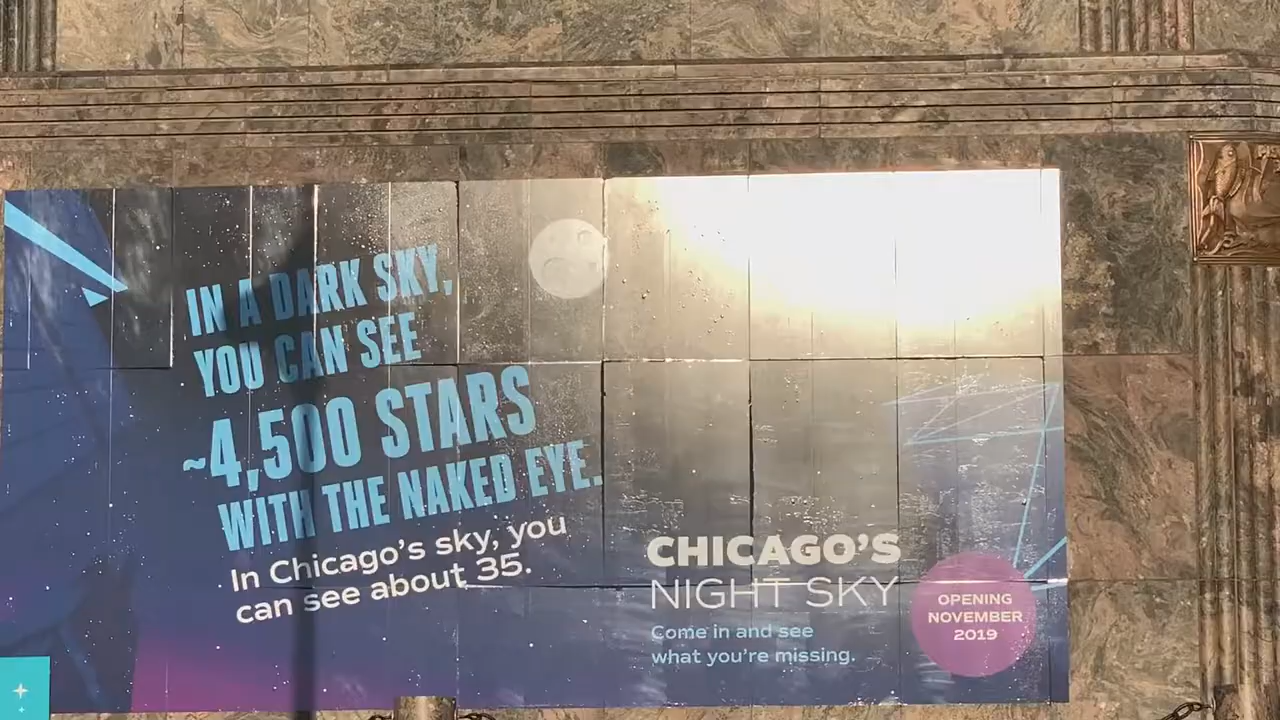 IN A DARK SKY,
YOU CAN SEE
~4,500 STARS
WITH THE NAKED EYE.
In Chicago's sky, you
can see about 35.
CHICAGO'S
NIGHT SKY
Come in and see
what you're missing.
OPENING
NOVEMBER
2019